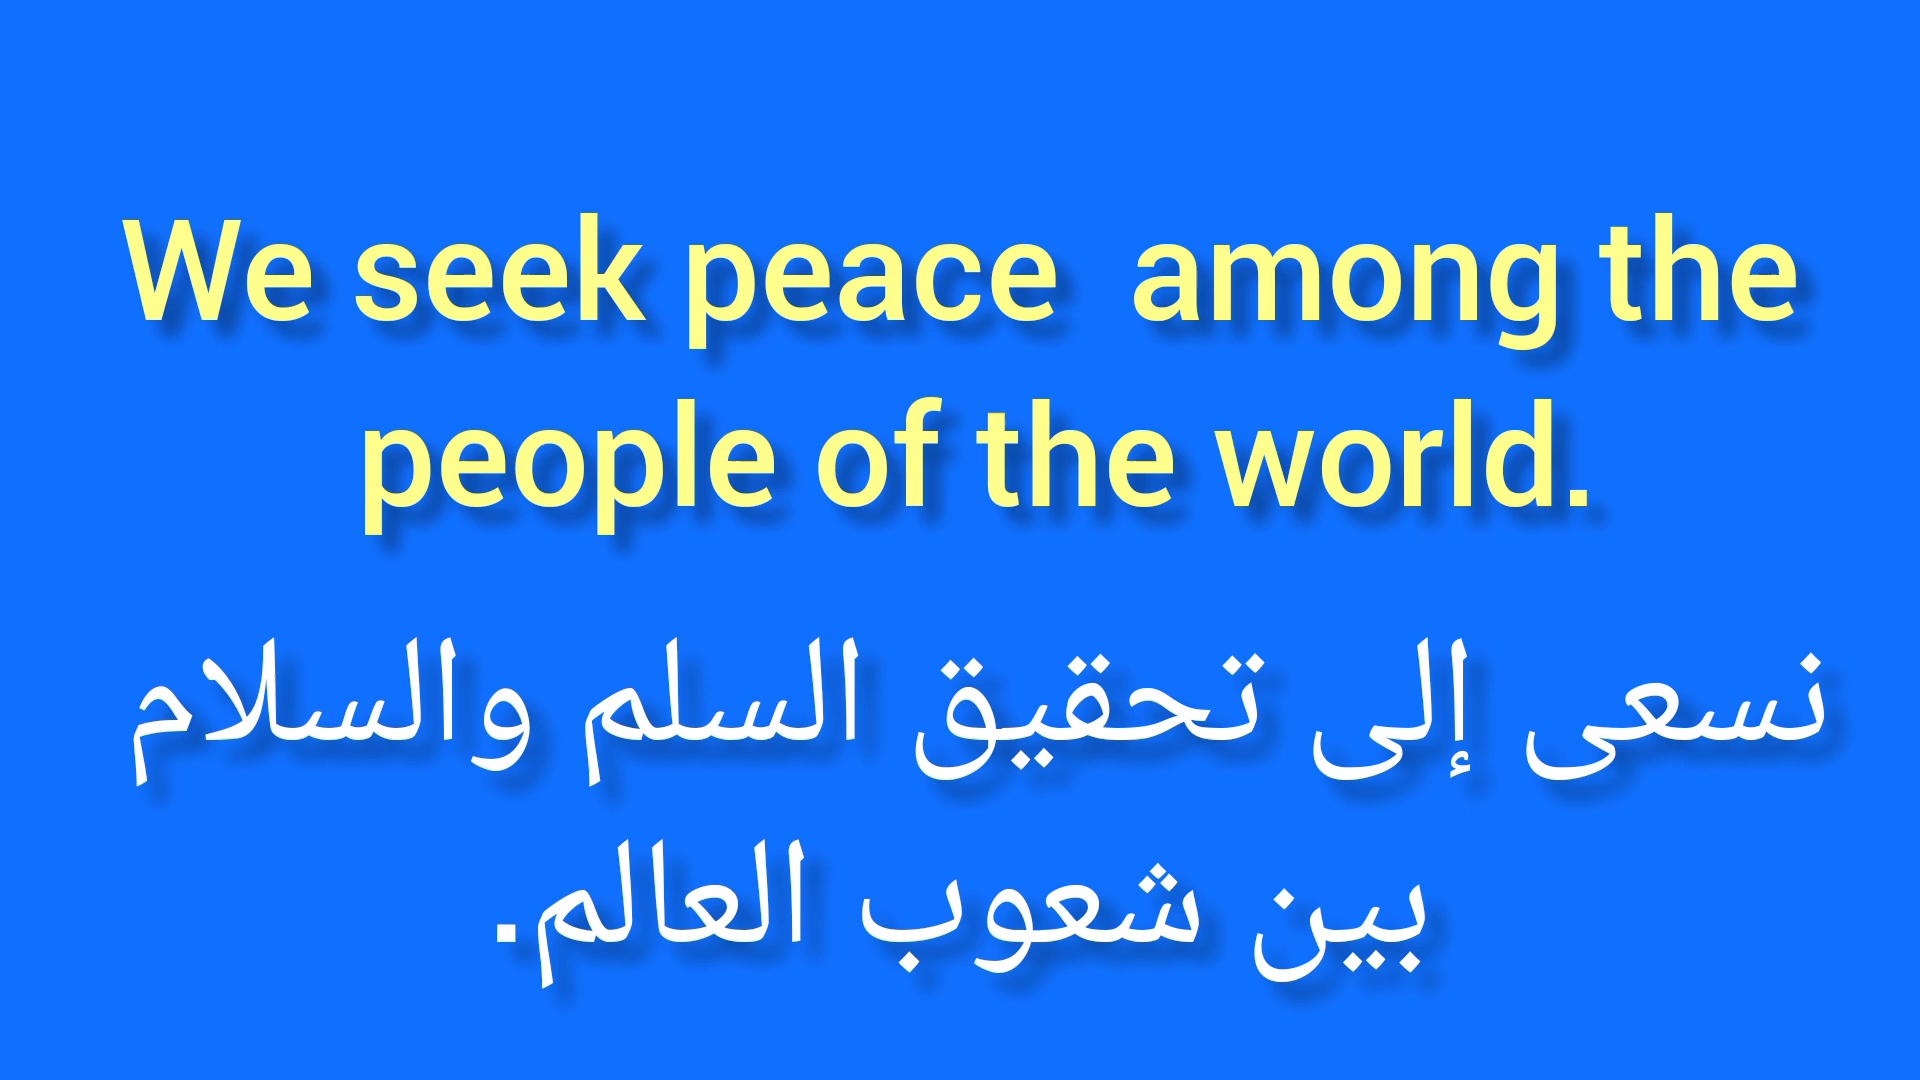 We seek peace  among the
people of the world.
نسعى إلى تحقيق السلم والسلام
بين شعوب العالم.